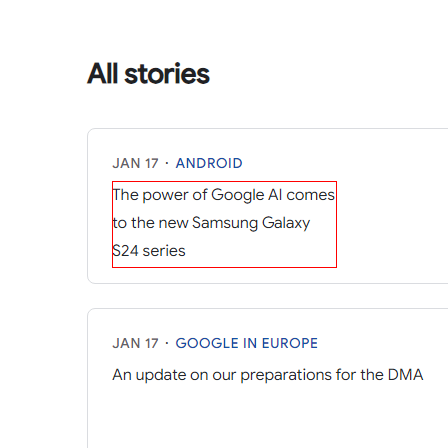 All stories
JAN 17 · ANDROID
The power of Google AI comes
to the new Samsung Galaxy
S24 series
JAN 17 · GOOGLE IN EUROPE
An update on our preparations for the DMA